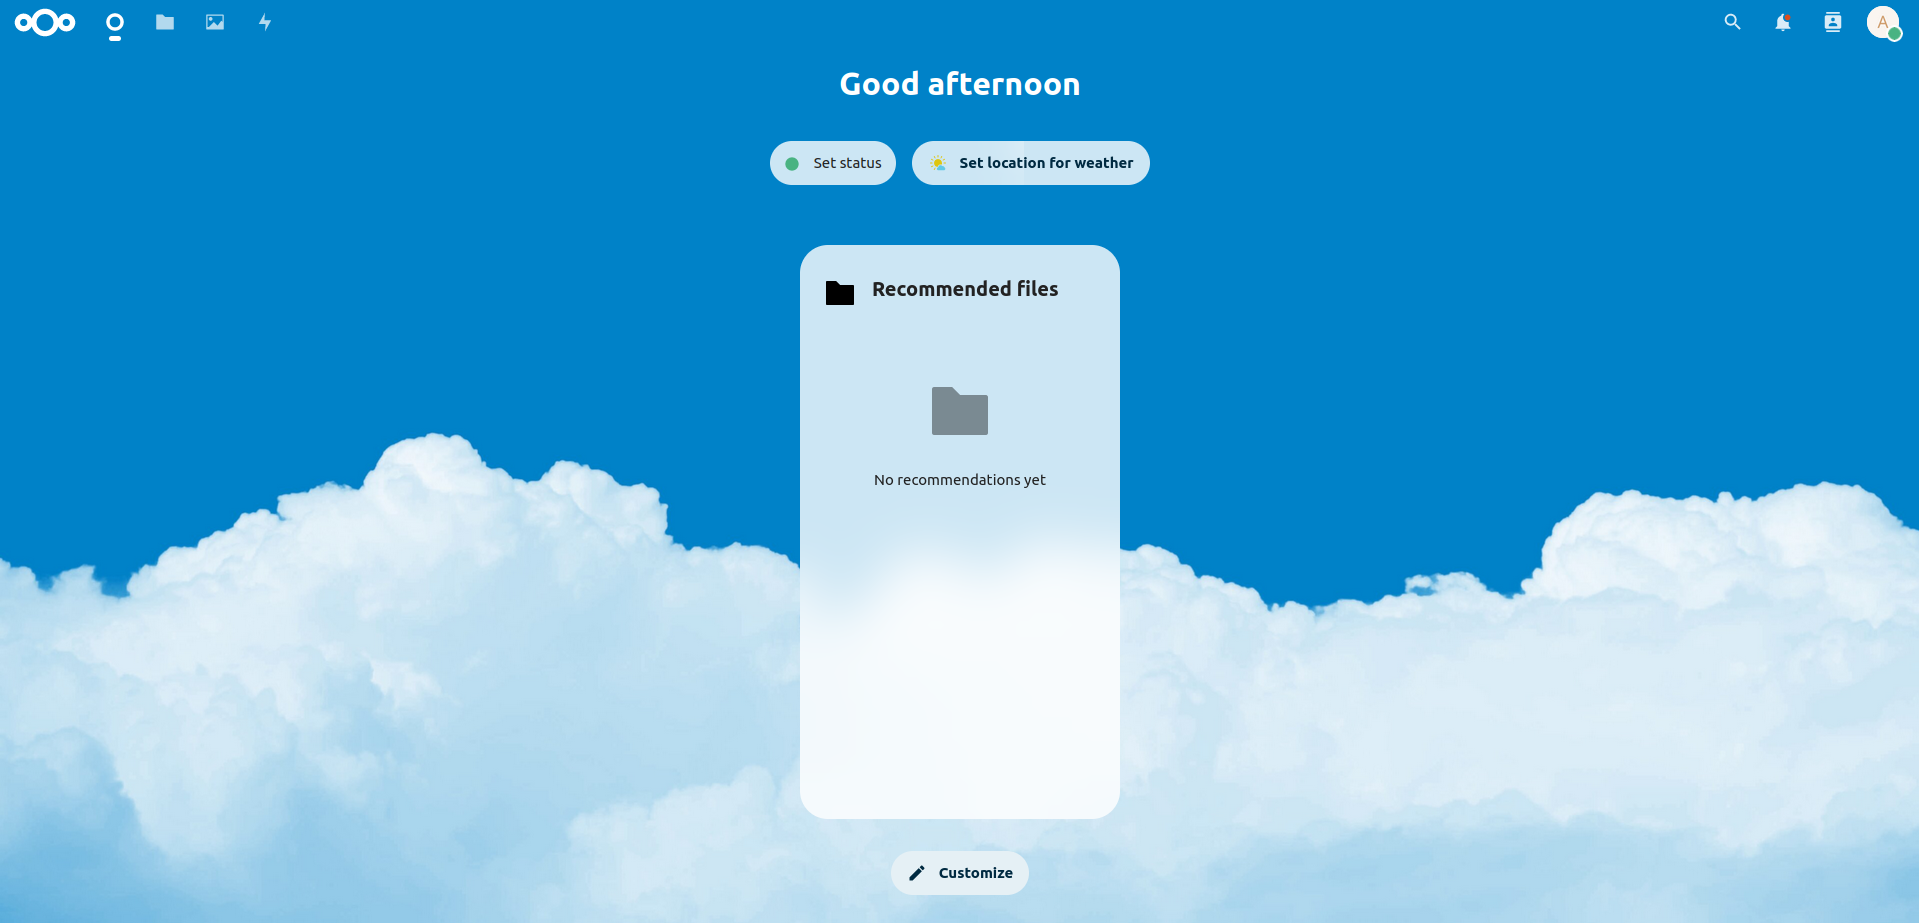 A
Good afternoon
Set status
Set location for weather
Recommended files
No recommendations yet
Customize